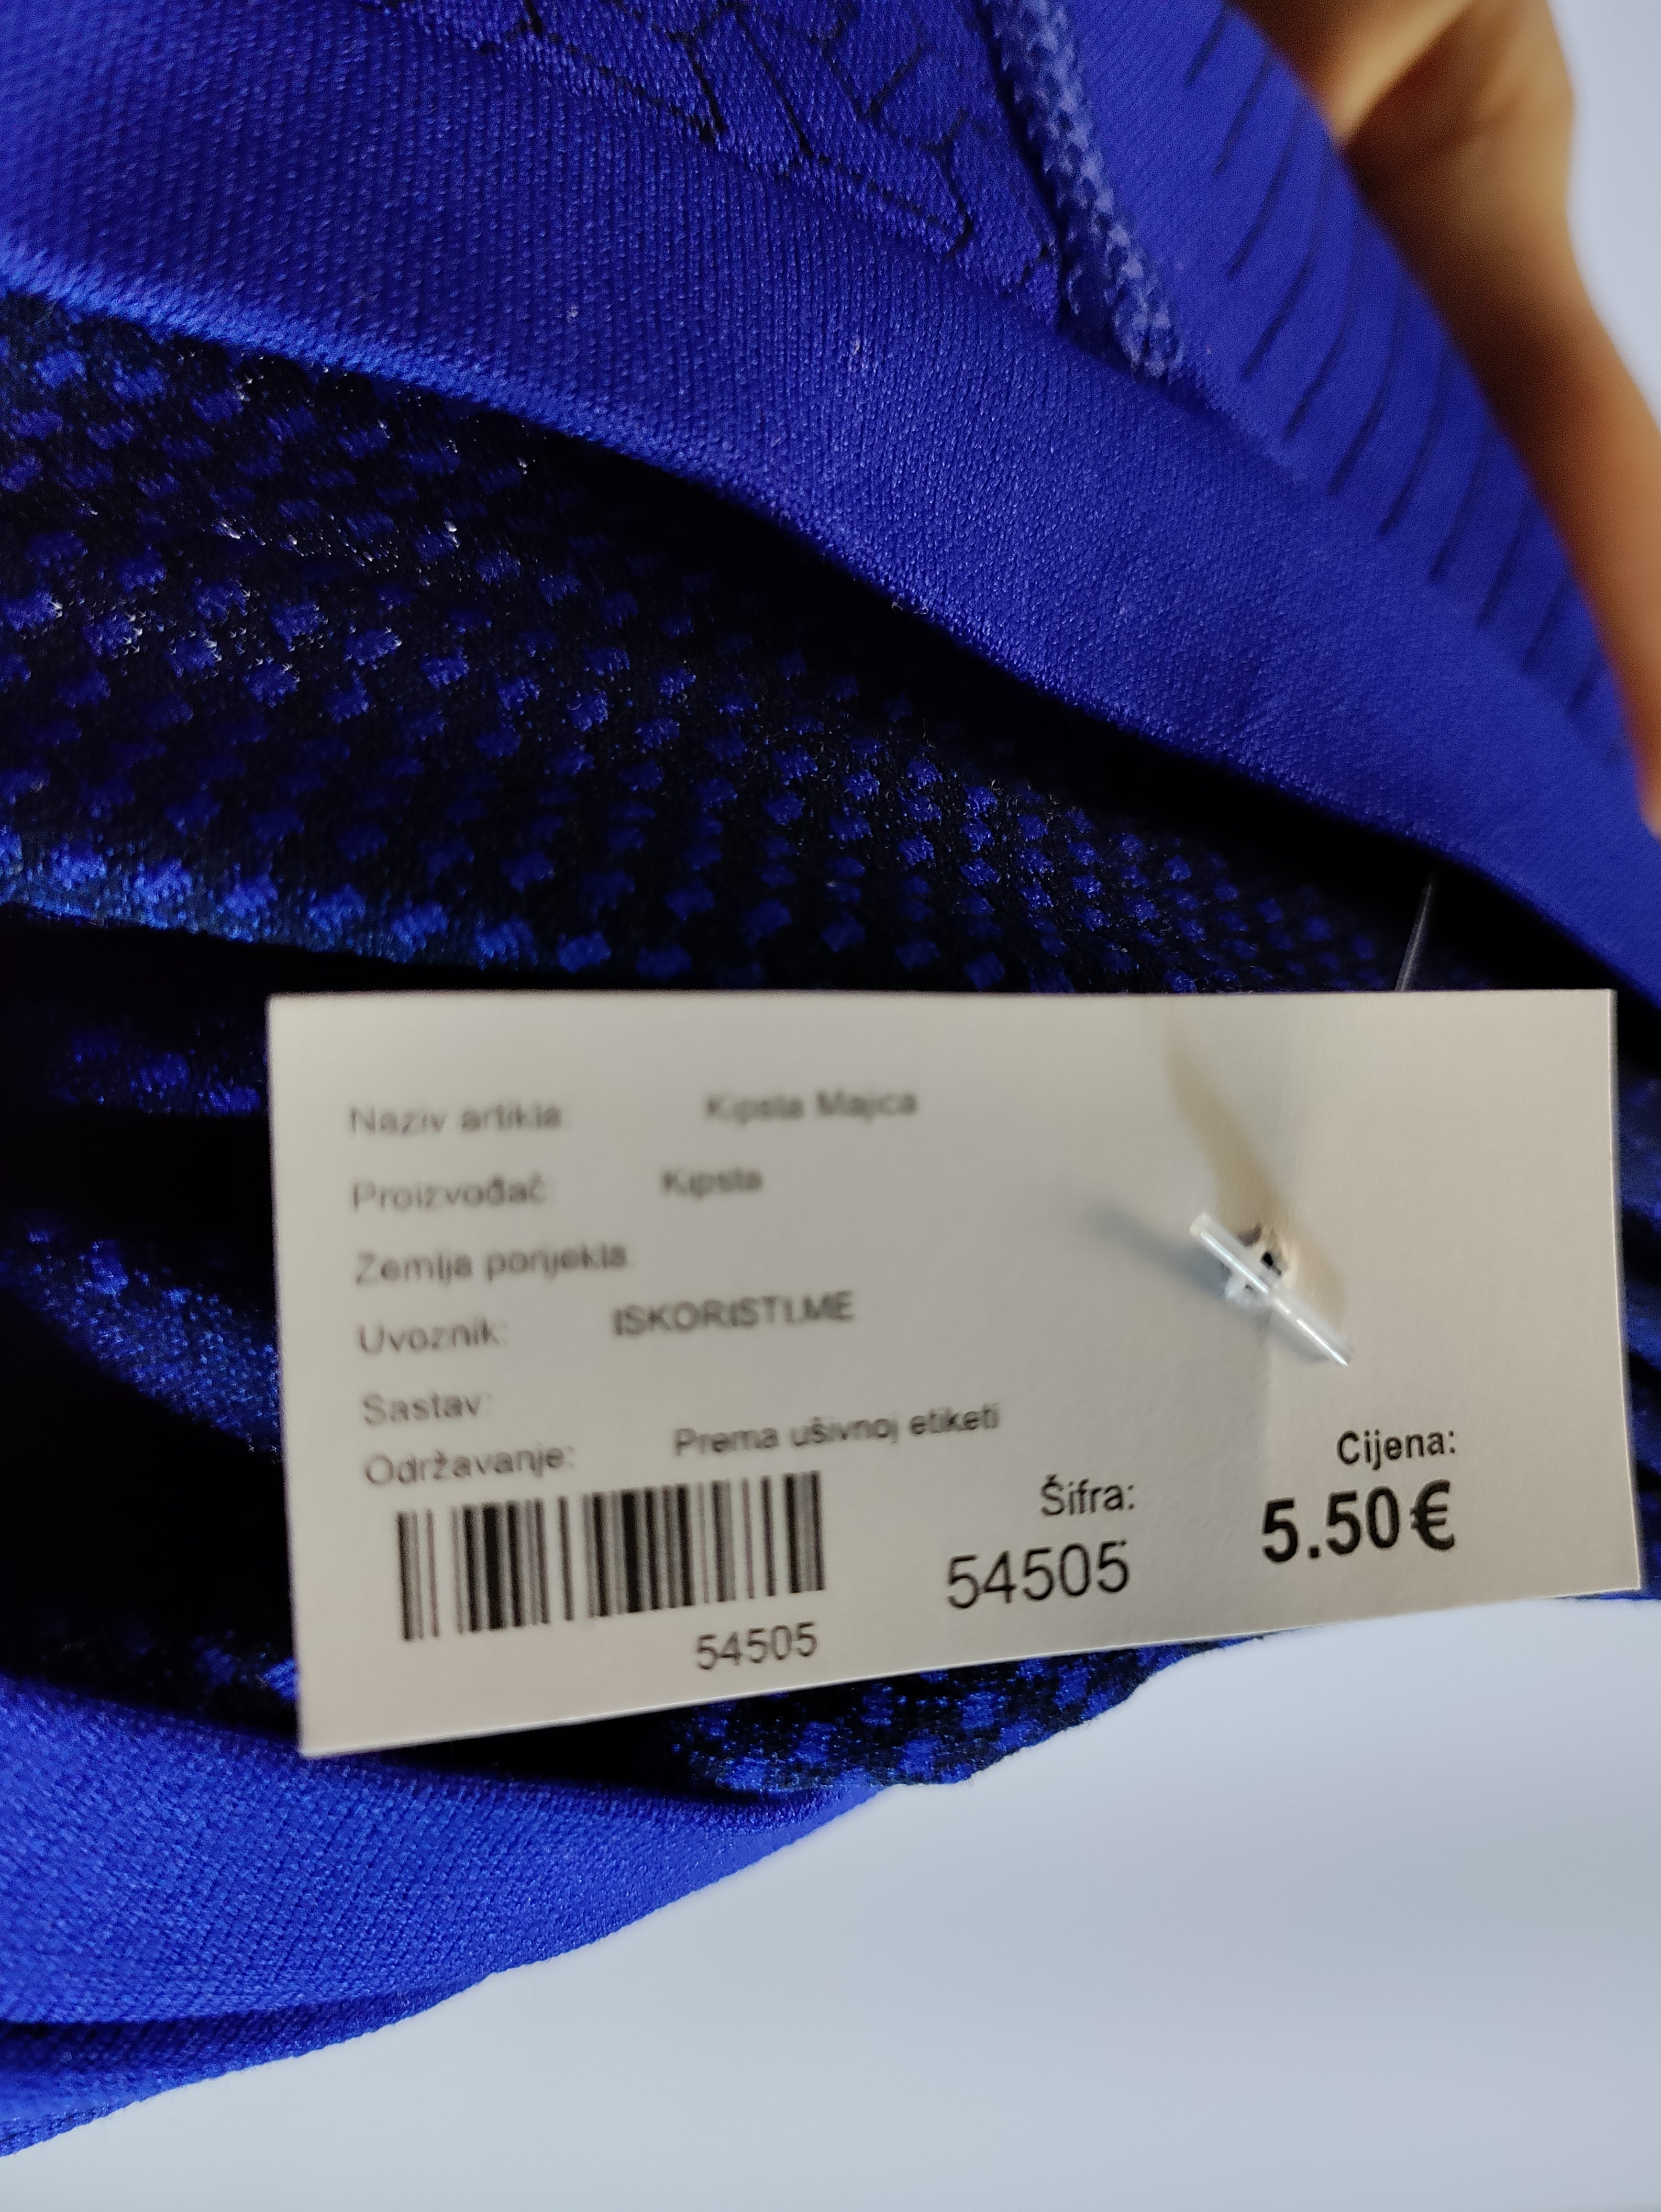 Naziv artikla: Kipsta Majica
Proizvođač: Kipsta
Zemlja porijekla:
Uvoznik: ISKORISTI.ME
Sastav:
Održavanje: Prema ušivnoj etiketi
54505
Šifra:
54505
Cijena:
5.50€